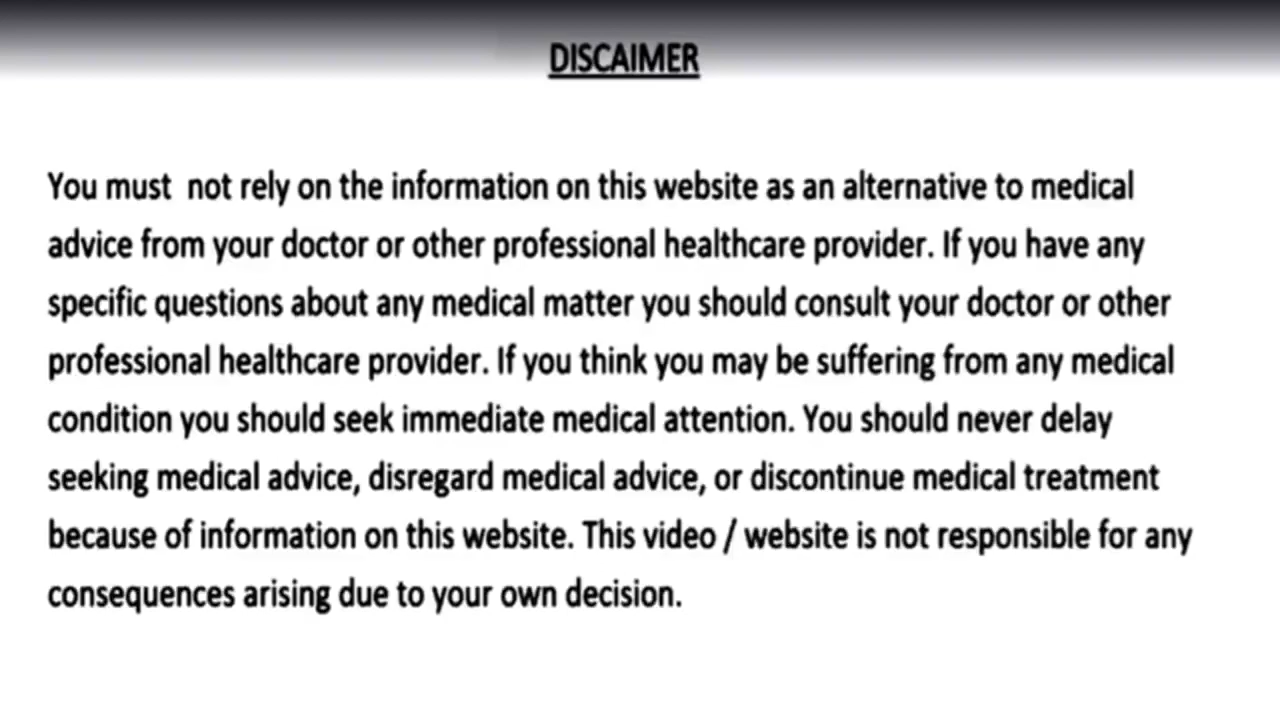 DISCAIMER
You must  not rely on the information on this website as an alternative to medical
advice from your doctor or other professional healthcare provider. If you have any
specific questions about any medical matter you should consult your doctor or other
professional healthcare provider. If you think you may be suffering from any medical
condition you should seek immediate medical attention. You should never delay
seeking medical advice, disregard medical advice, or discontinue medical treatment
because of information on this website. This video / website is not responsible for any
consequences arising due to your own decision.